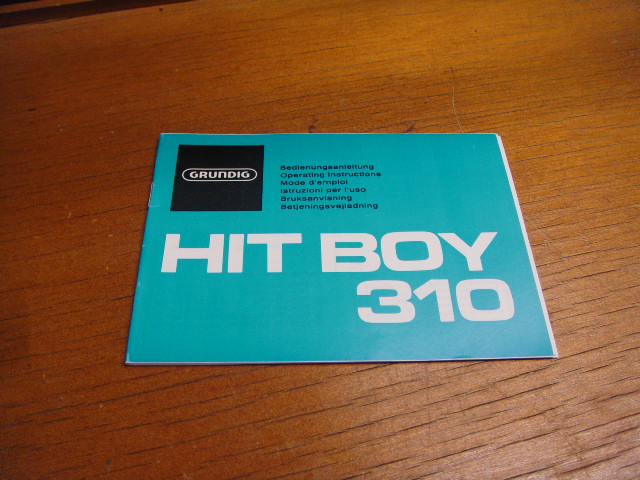 GRUNDIG
Bedienungsanleitung
Operating Instructions
Mode d'emploi
Istruzioni per l'uso
Bruksanvisning
Betjeningsvejledning
HIT BOY
310